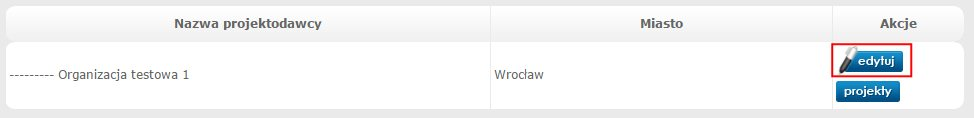 Nazwa projektodawcy Miasto Akcje
--------- Organizacja testowa 1 Wrocław edytuj
projekty